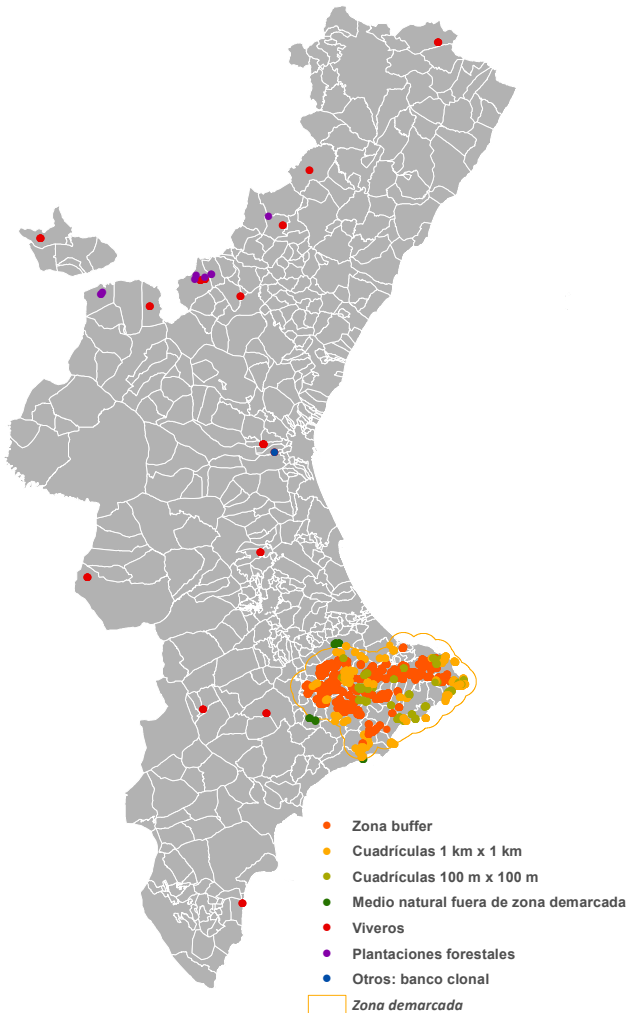 Zona buffer
Cuadrículas 1 km x 1 km
Cuadrículas 100 m x 100 m
Medio natural fuera de zona demarcada
Viveros
Plantaciones forestales
Otros: banco clonal
Zona demarcada